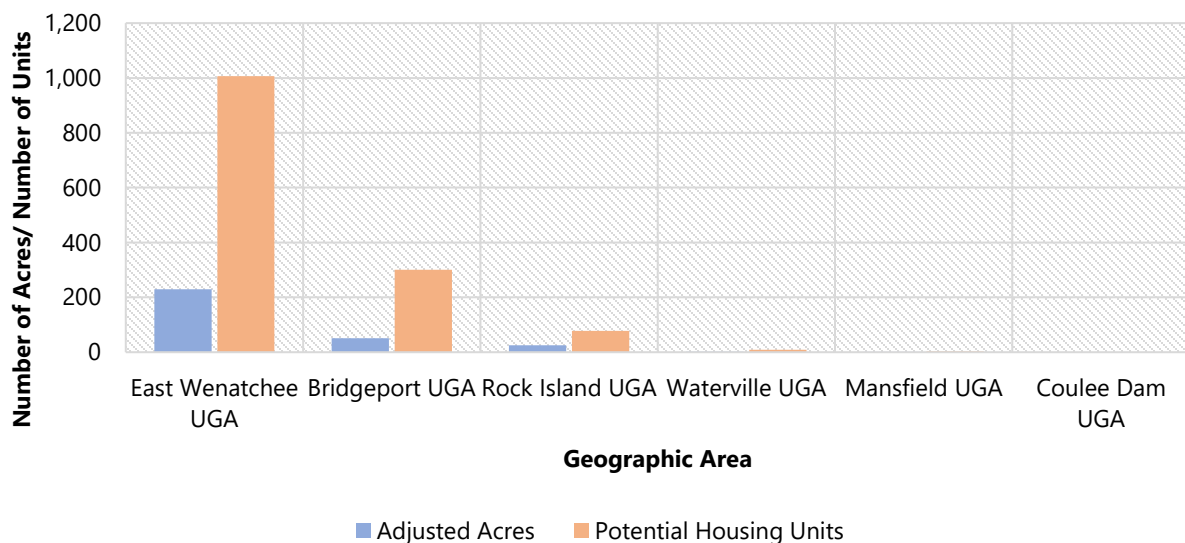 Number of Acres/ Number of Units
1,200
1,000
800
600
400
200
0
East Wenatchee UGA
Bridgeport UGA
Rock Island UGA
Waterville UGA
Mansfield UGA
Coulee Dam UGA
Geographic Area
Adjusted Acres
Potential Housing Units